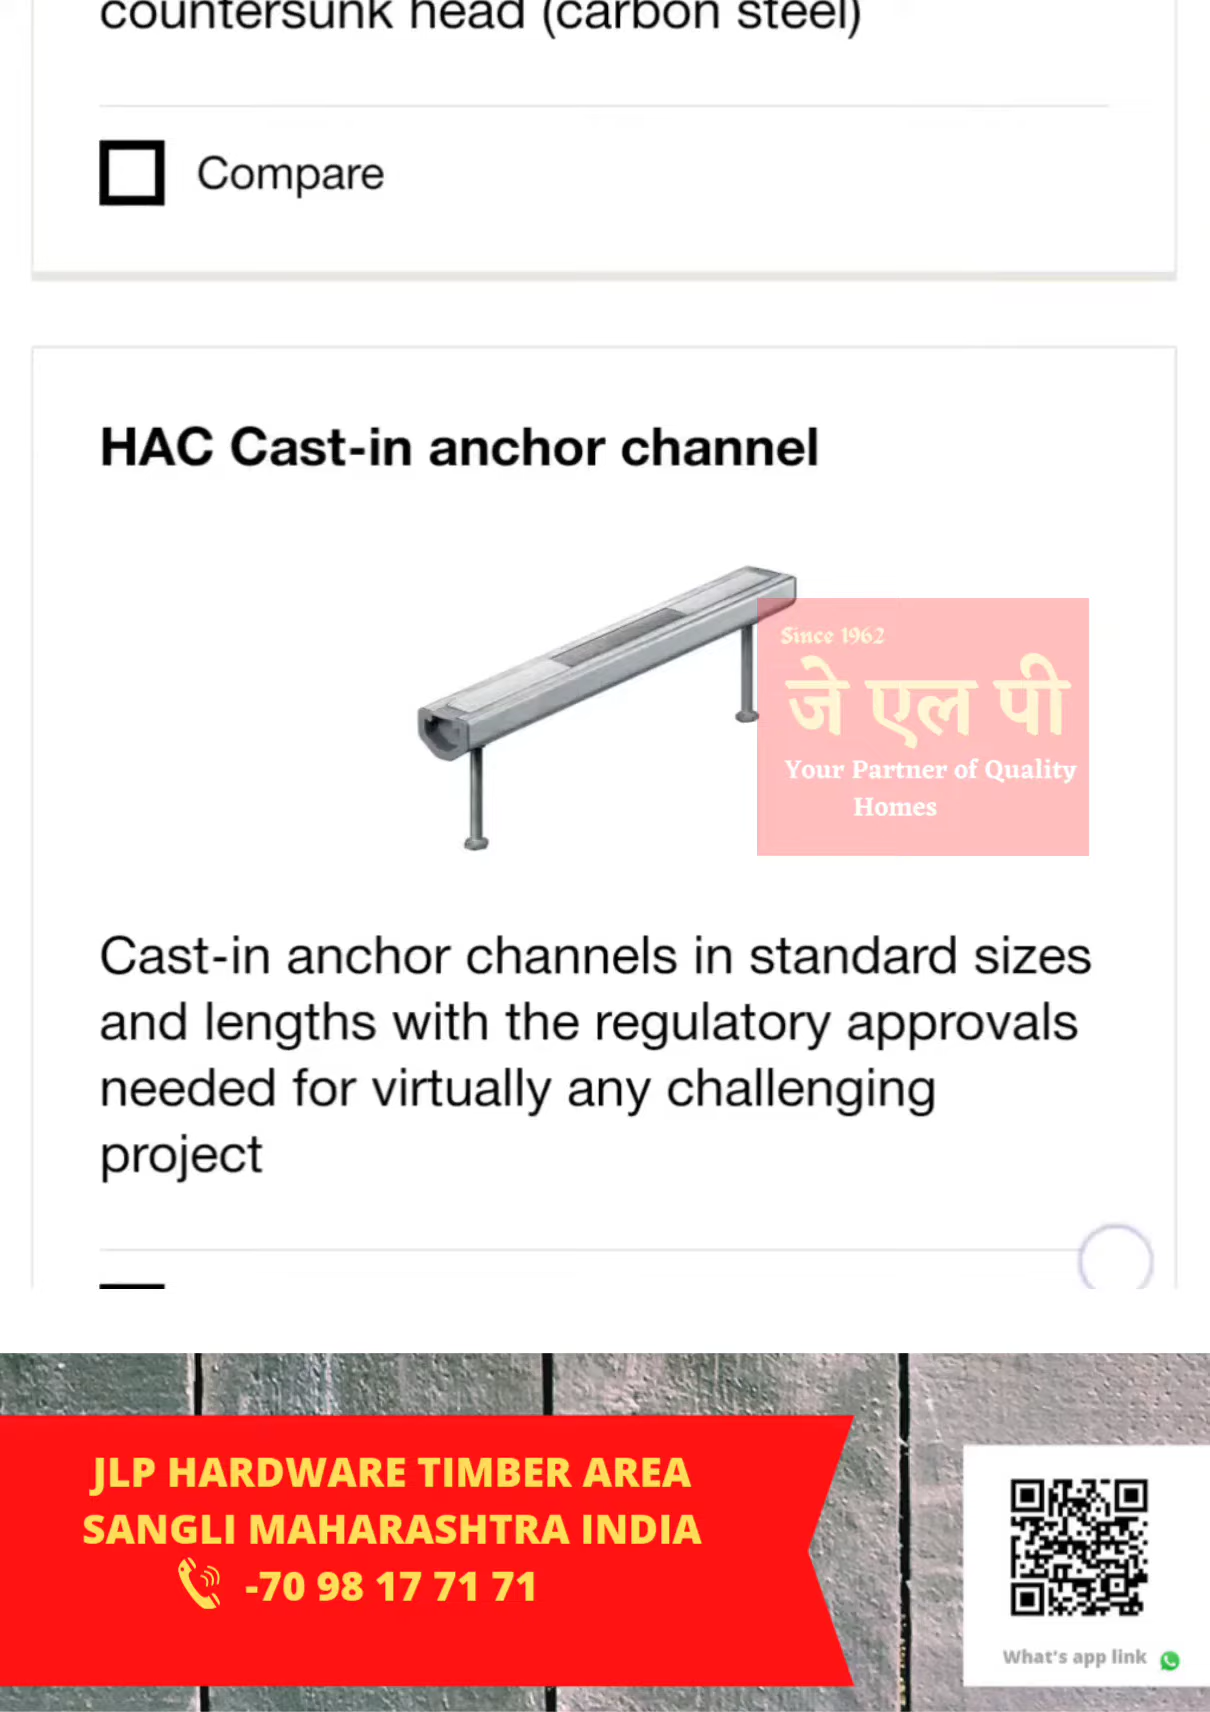 countersunk head (carbon steel)
Compare
HAC Cast-in anchor channel
Since 1962
जे एल पी
Your Partner of Quality
Homes
Cast-in anchor channels in standard sizes
and lengths with the regulatory approvals
needed for virtually any challenging
project
JLP HARDWARE TIMBER AREA
SANGLI MAHARASHTRA INDIA
-70 98 17 71 71
What's app link